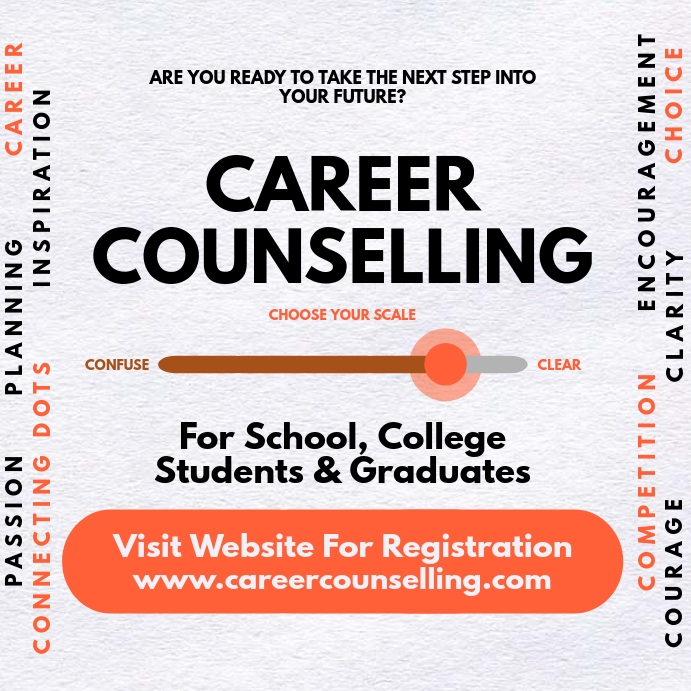 ARE YOU READY TO TAKE THE NEXT STEP INTO
YOUR FUTURE?
CAREER
COUNSELLING
CHOOSE YOUR SCALE
CONFUSE
CLEAR
For School, College
Students & Graduates
Visit Website For Registration
www.careercounselling.com
PASSION PLANNING CAREER
CONNECTING DOTS INSPIRATION
COMPETITION ENCOURAGEMENT
COURAGE CLARITY CHOICE